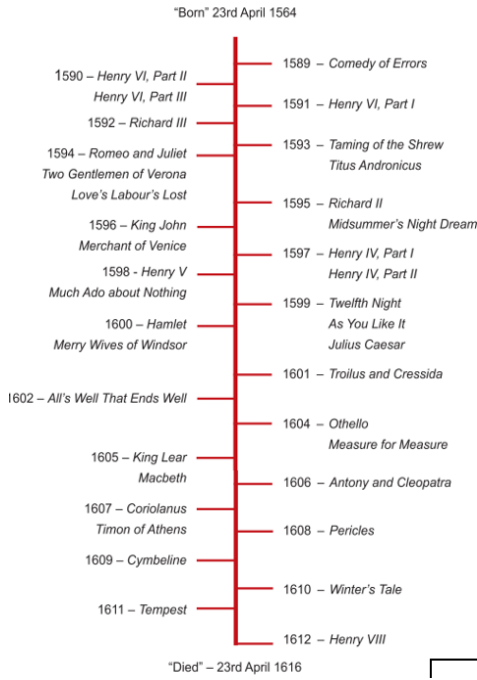 “Born” 23rd April 1564
1589 – Comedy of Errors
1590 – Henry VI, Part II
Henry VI, Part III
1591 – Henry VI, Part I
1592 – Richard III
1593 – Taming of the Shrew
Titus Andronicus
1594 – Romeo and Juliet
Two Gentlemen of Verona
Love’s Labour’s Lost
1595 – Richard II
Midsummer’s Night Dream
1596 – King John
Merchant of Venice
1597 – Henry IV, Part I
Henry IV, Part II
1598 - Henry V
Much Ado about Nothing
1599 – Twelfth Night
As You Like It
Julius Caesar
1600 – Hamlet
Merry Wives of Windsor
1601 – Troilus and Cressida
1602 – All’s Well That Ends Well
1604 – Othello
Measure for Measure
1605 – King Lear
Macbeth
1606 – Antony and Cleopatra
1607 – Coriolanus
Timon of Athens
1608 – Pericles
1609 – Cymbeline
1610 – Winter’s Tale
1611 – Tempest
1612 – Henry VIII
“Died” – 23rd April 1616